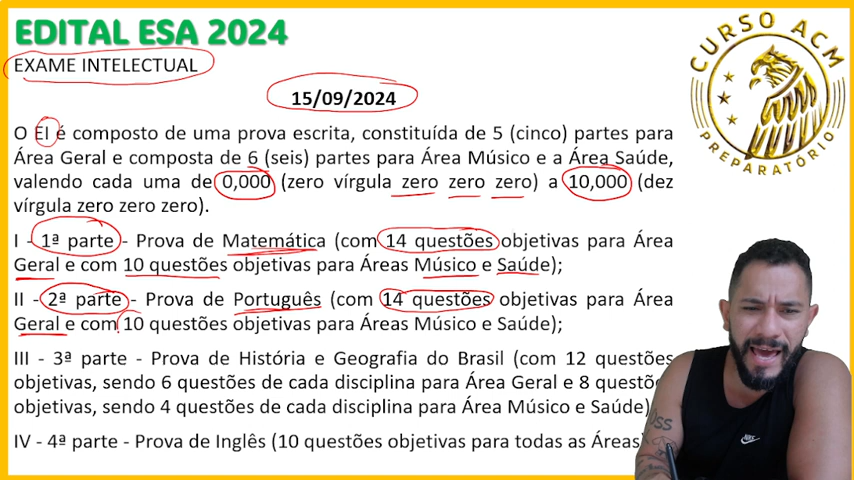 EDITAL ESA 2024
EXAME INTELECTUAL
15/09/2024
O EI é composto de uma prova escrita, constituída de 5 (cinco) partes para
Área Geral e composta de 6 (seis) partes para Área Músico e a Área Saúde,
valendo cada uma de 0,000 (zero vírgula zero zero zero) a 10,000 (dez
vírgula zero zero zero).
I - 1ª parte - Prova de Matemática (com 14 questões objetivas para Área
Geral e com 10 questões objetivas para Áreas Músico e Saúde);
II - 2ª parte - Prova de Português (com 14 questões objetivas para Área
Geral e com 10 questões objetivas para Áreas Músico e Saúde);
III - 3ª parte - Prova de História e Geografia do Brasil (com 12 questões
objetivas, sendo 6 questões de cada disciplina para Área Geral e 8 questões
objetivas, sendo 4 questões de cada disciplina para Área Músico e Saúde)
IV - 4ª parte - Prova de Inglês (10 questões objetivas para todas as Áreas)
CURSO ACM
PREPARATÓRIO